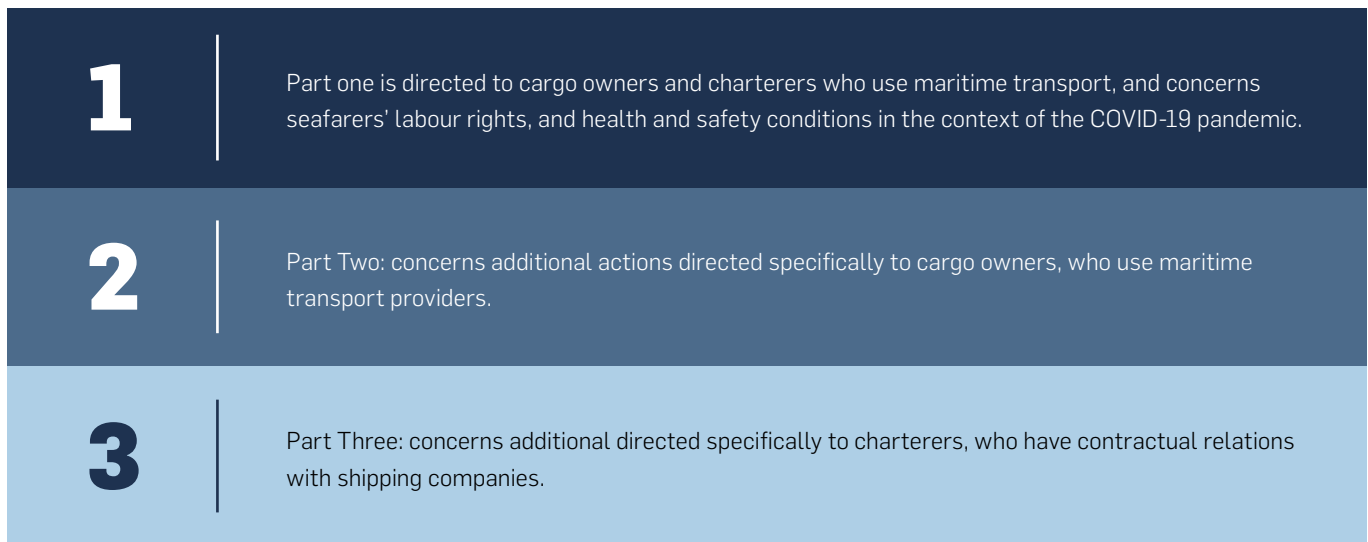 1
Part one is directed to cargo owners and charterers who use maritime transport, and concerns
seafarers’ labour rights, and health and safety conditions in the context of the COVID-19 pandemic.
2
Part Two: concerns additional actions directed specifically to cargo owners, who use maritime
transport providers.
3
Part Three: concerns additional directed specifically to charterers, who have contractual relations
with shipping companies.